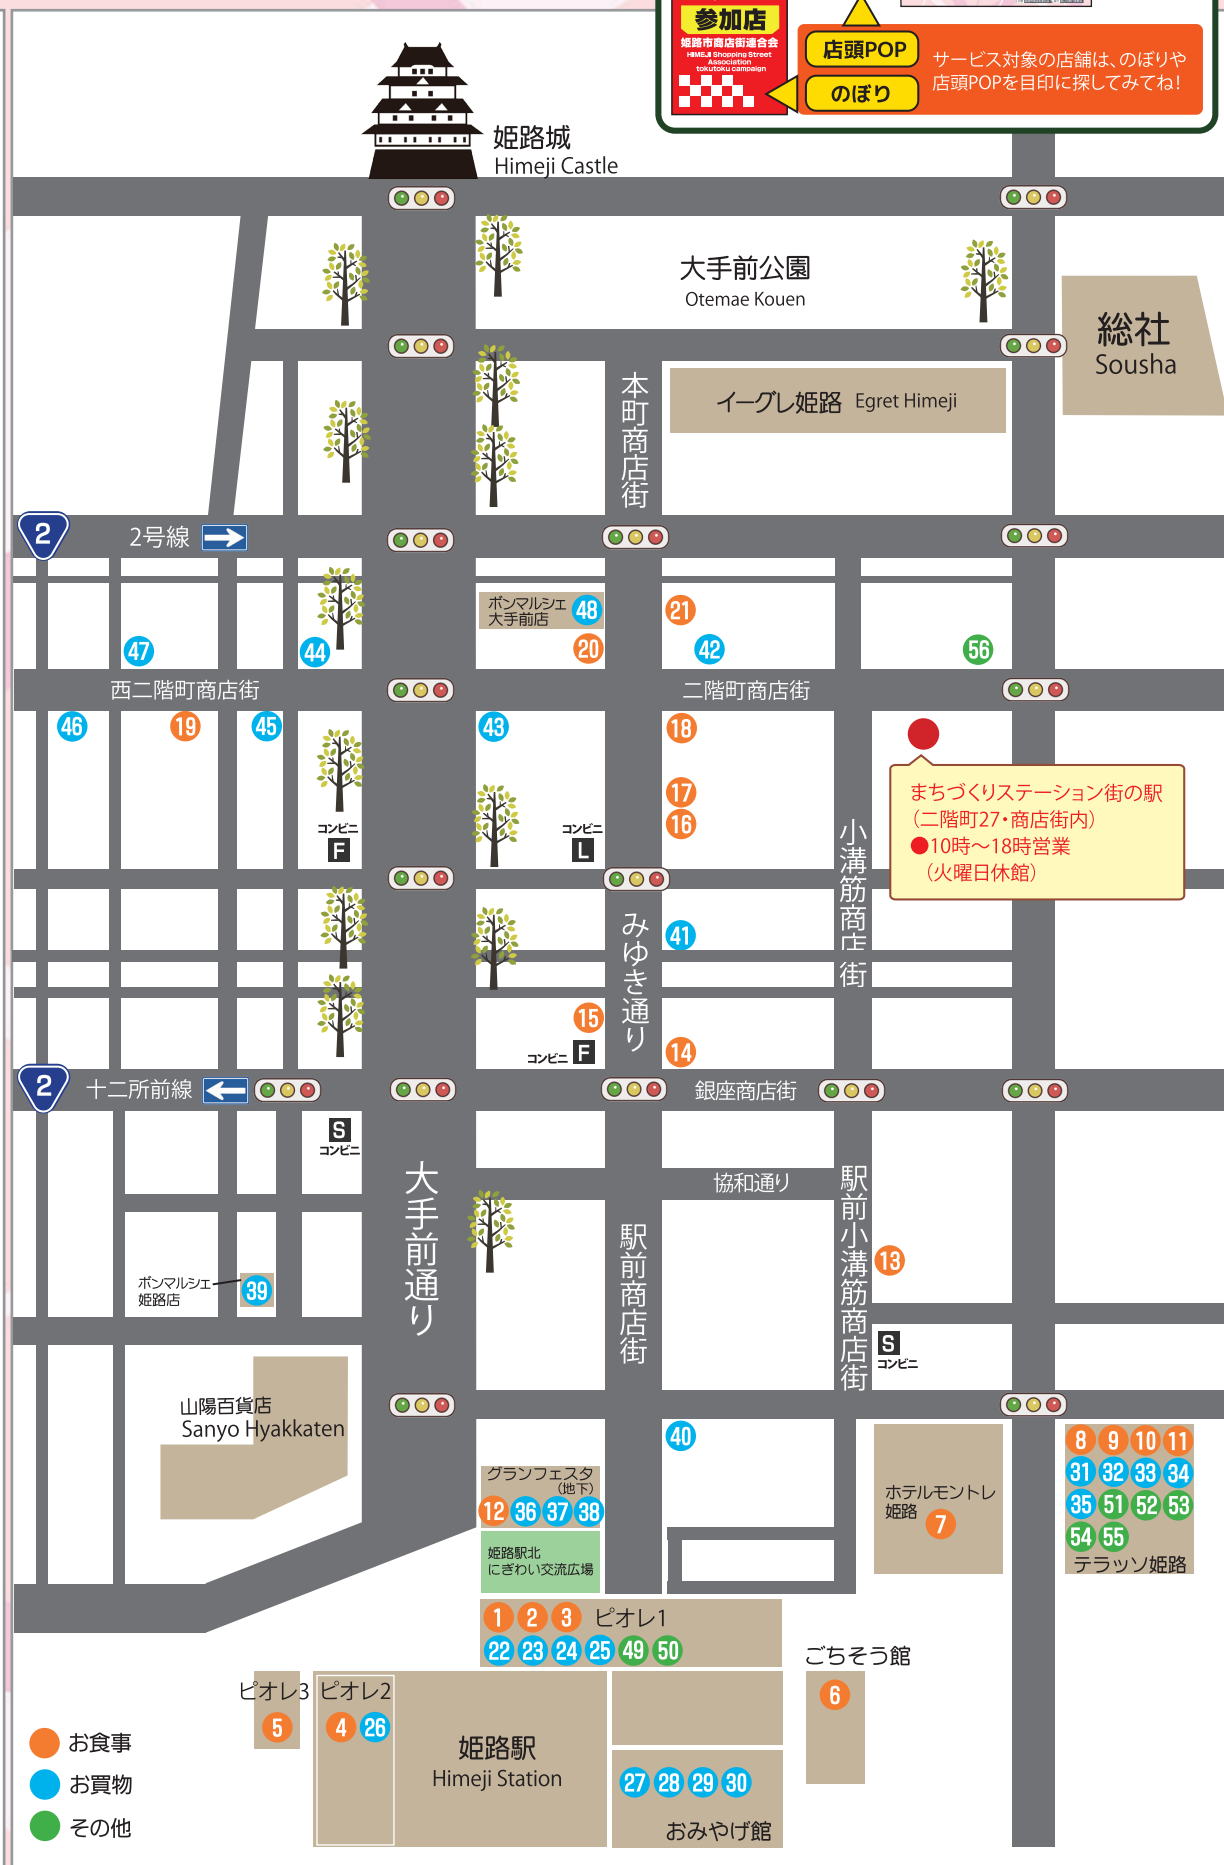 参加店
姫路市商店街連合会
HIMEJI Shopping Street
Association
tokutoku campaign
店頭POP
のぼり
サービス対象の店舗は、のぼりや
店頭POPを目印に探してみてね!
姫路城
Himeji Castle
大手前公園
Otemae Kouen
総社
Sousha
本町商店街
イーグレ姫路 Egret Himeji
2
2号線
ボンマルシェ
大手前店
48
21
20
42
47
44
56
西二階町商店街
二階町商店街
46
19
45
43
18
17
16
まちづくりステーション街の駅
(二階町27・商店街内)
●10時〜18時営業
(火曜日休館)
コンビニ
F
コンビニ
L
小溝筋商店街
みゆき通り
41
15
コンビニ F
14
2
十二所前線
銀座商店街
S
コンビニ
大手前通り
協和通り
駅前小溝筋商店街
駅前商店街
13
ボンマルシェ
姫路店
39
S
コンビニ
山陽百貨店
Sanyo Hyakkaten
40
グランフェスタ
(地下)
12 36 37 38
姫路駅北
にぎわい交流広場
ホテルモントレ
姫路
7
8 9 10 11
31 32 33 34
35 51 52 53
54 55
テラッソ姫路
1 2 3 ピオレ1
22 23 24 25 49 50
ごちそう館
6
ピオレ3
5
ピオレ2
4 26
姫路駅
Himeji Station
27 28 29 30
おみやげ館
お食事
お買物
その他